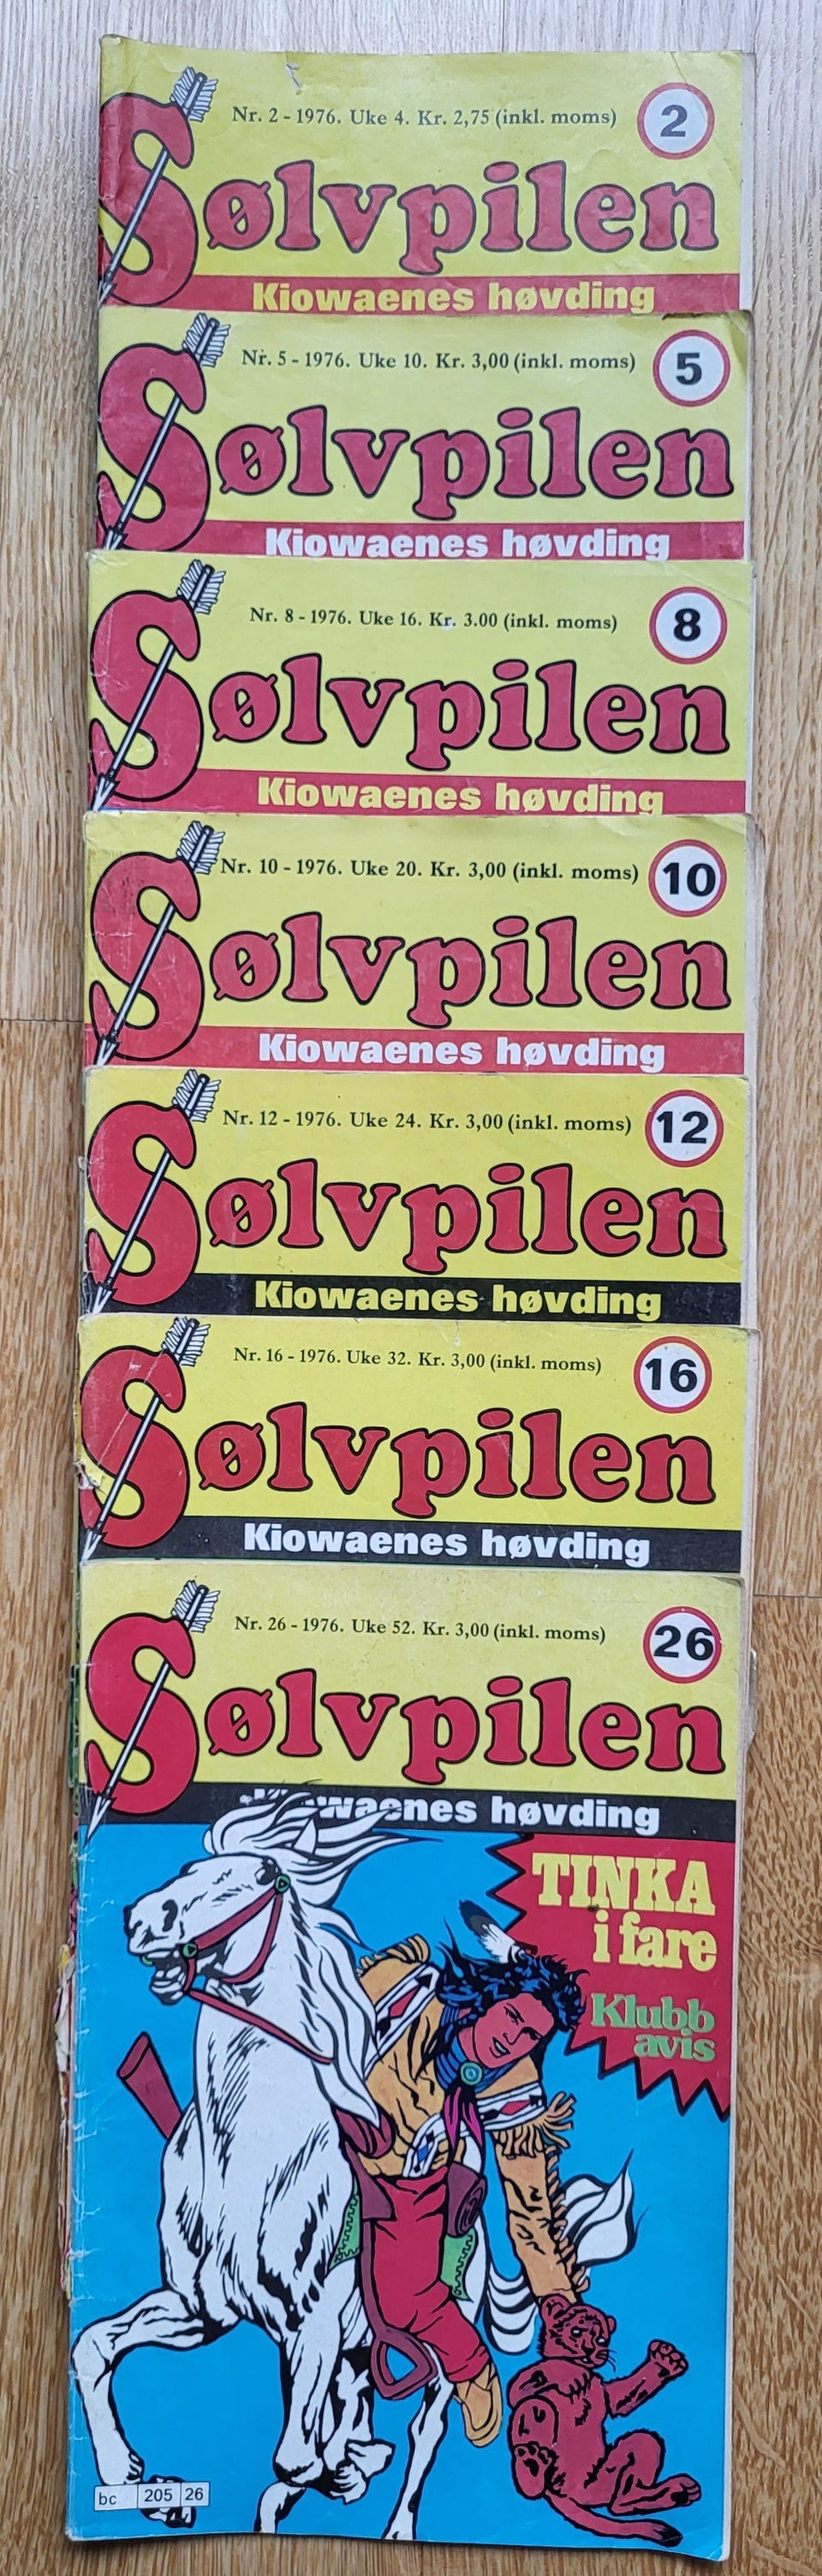 Nr. 2 - 1976. Uke 4. Kr. 2,75 (inkl. moms)
2
Sølvpilen
Kiowaenes høvding
Nr. 5 - 1976. Uke 10. Kr. 3,00 (inkl. moms)
5
Sølvpilen
Kiowaenes høvding
Nr. 8 - 1976. Uke 16. Kr. 3.00 (inkl. moms)
8
Sølvpilen
Kiowaenes høvding
Nr. 10 - 1976. Uke 20. Kr. 3,00 (inkl. moms)
10
Sølvpilen
Kiowaenes høvding
Nr. 12 - 1976. Uke 24. Kr. 3,00 (inkl. moms)
12
Sølvpilen
Kiowaenes høvding
Nr. 16 - 1976. Uke 32. Kr. 3,00 (inkl. moms)
16
Sølvpilen
Kiowaenes høvding
Nr. 26 - 1976. Uke 52. Kr. 3,00 (inkl. moms)
26
Sølvpilen
Kiowaenes høvding
TINKA
i fare
Klubb
avis
bc 205 26